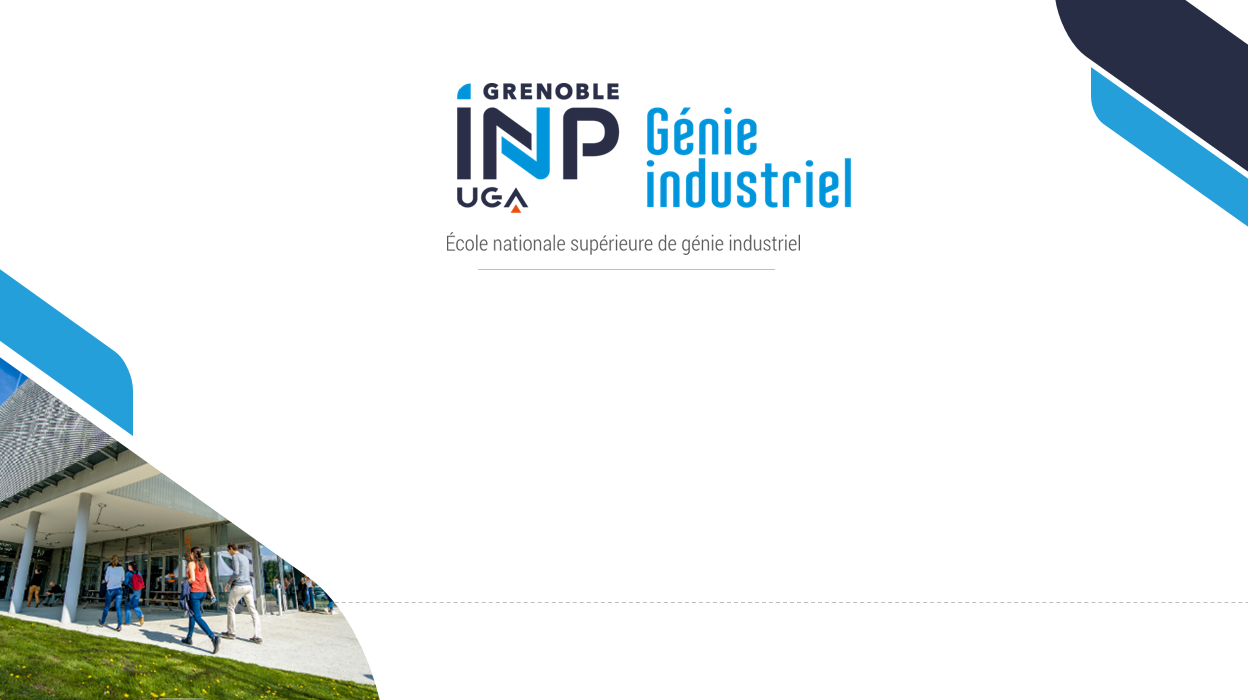 GRENOBLE
INP
UGA
Génie
industriel
École nationale supérieure de génie industriel